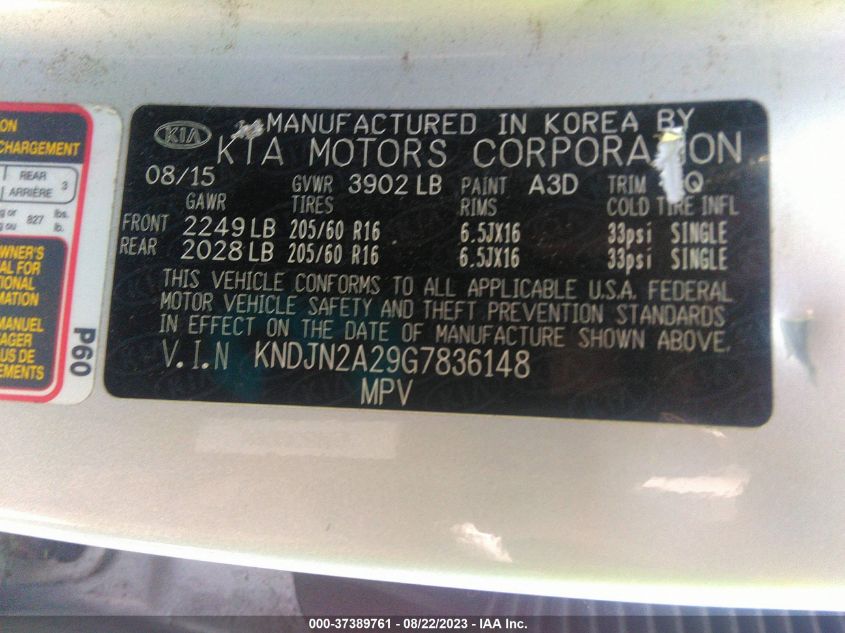 ON
CHARGEMENT
REAR
ARRIÈRE 3
827 lbs.
OWNER'S
AL FOR
TIONAL
MATION
MANUEL
AGER
US DE
EMENTS
P60
KIA MANUFACTURED IN KOREA BY
KIA MOTORS CORPORATION
08/15 GVWR 3902 LB PAINT A3D TRIM Q
GAWR TIRES RIMS COLD TIRE INFL
FRONT 2249 LB 205/60 R16 6.5JX16 33psi SINGLE
REAR 2028 LB 205/60 R16 6.5JX16 33psi SINGLE
THIS VEHICLE CONFORMS TO ALL APPLICABLE U.S.A. FEDERAL
MOTOR VEHICLE SAFETY AND THEFT PREVENTION STANDARDS
IN EFFECT ON THE DATE OF MANUFACTURE SHOWN ABOVE.
V.I.N KNDJN2A29G7836148
MPV
000-37389761 - 08/22/2023 - IAA Inc.